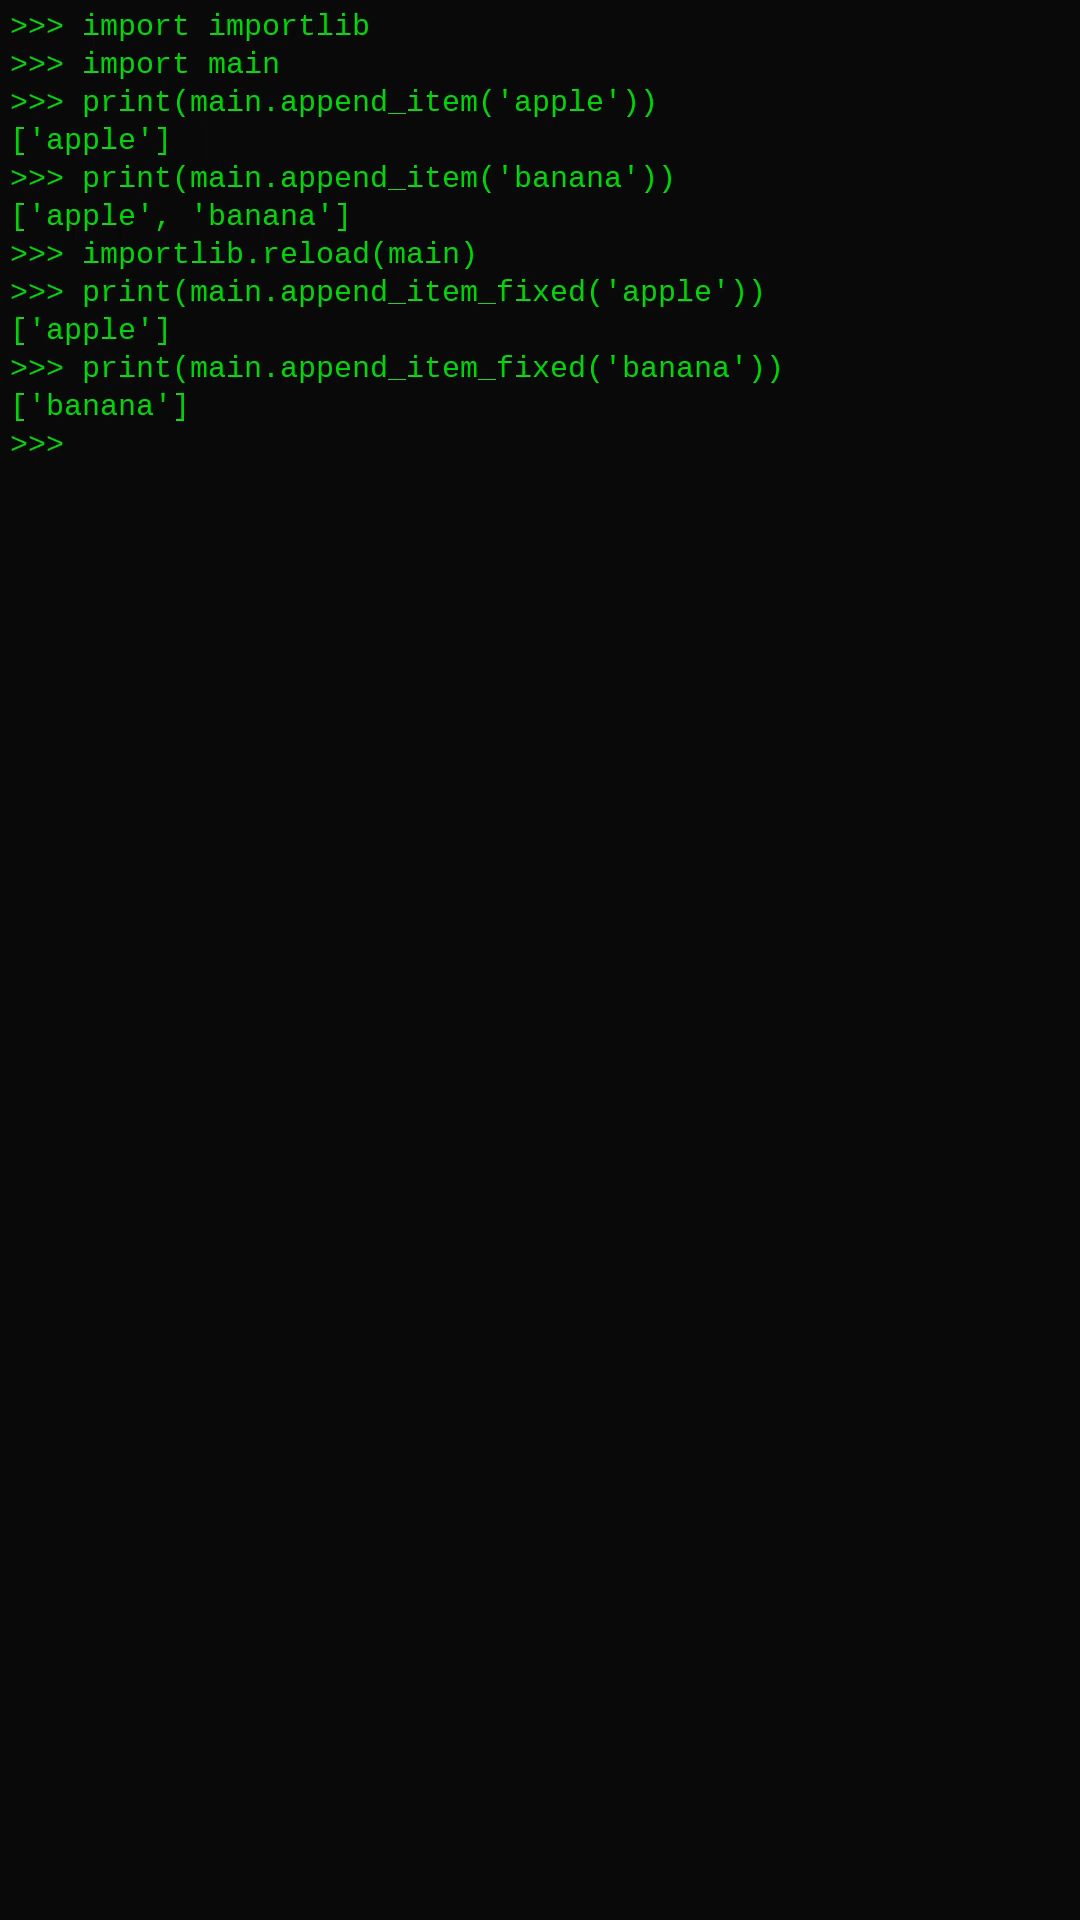 >>> import importlib
>>> import main
>>> print(main.append_item('apple'))
['apple']
>>> print(main.append_item('banana'))
['apple', 'banana']
>>> importlib.reload(main)
>>> print(main.append_item_fixed('apple'))
['apple']
>>> print(main.append_item_fixed('banana'))
['banana']
>>>